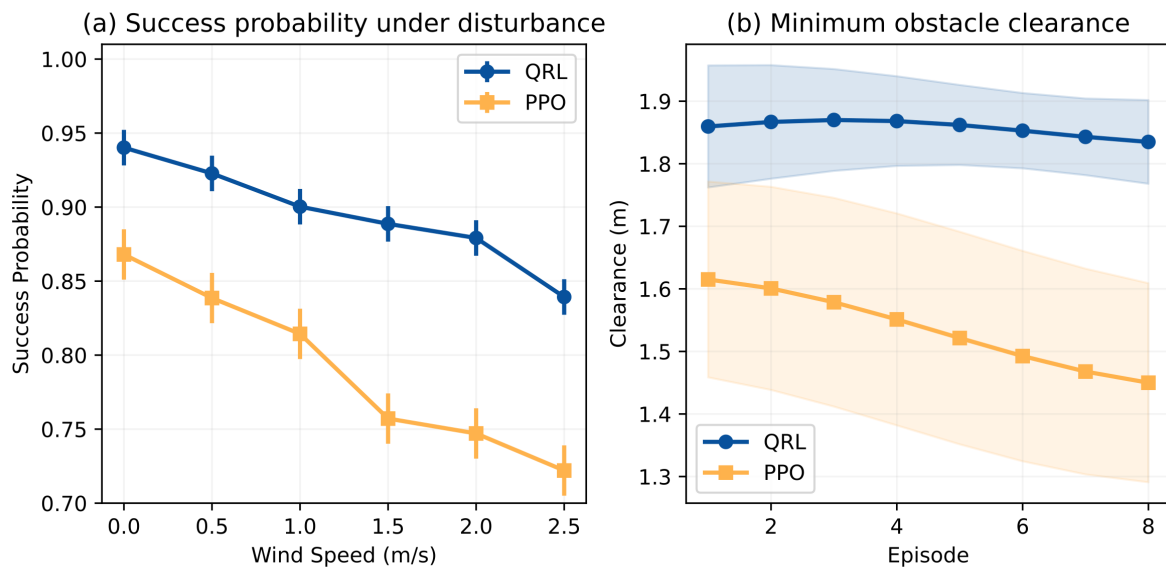 (a) Success probability under disturbance
1.00
0.95
0.90
0.85
0.80
0.75
0.70
Success Probability
0.0 0.5 1.0 1.5 2.0 2.5
Wind Speed (m/s)
QRL
PPO
(b) Minimum obstacle clearance
1.9
1.8
1.7
1.6
1.5
1.4
1.3
Clearance (m)
2 4 6 8
Episode
QRL
PPO